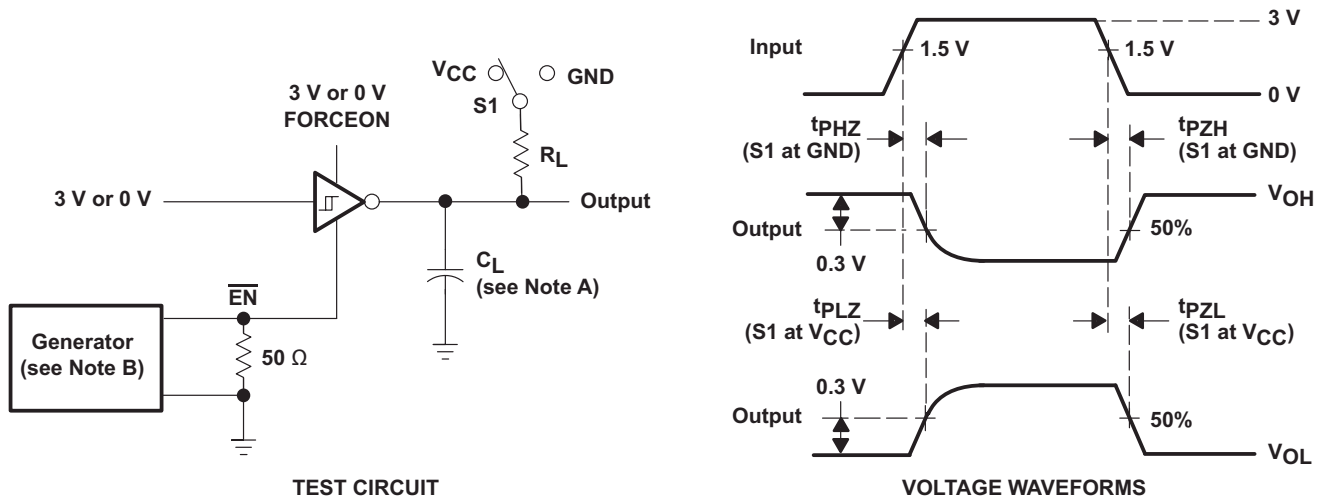 3 V or 0 V
FORCEON
VCC
GND
S1
RL
3 V or 0 V
Output
CL
(see Note A)
EN
Generator
(see Note B)
50 Ω
TEST CIRCUIT
Input
3 V
1.5 V
1.5 V
0 V
tPHZ
(S1 at GND)
tPZH
(S1 at GND)
VOH
Output
50%
0.3 V
tPLZ
(S1 at VCC)
tPZL
(S1 at VCC)
0.3 V
Output
50%
VOL
VOLTAGE WAVEFORMS